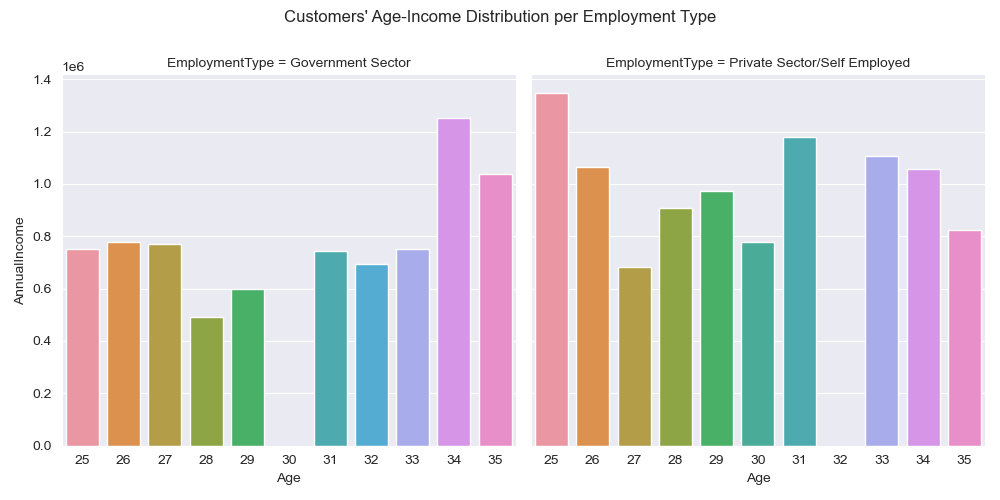 Customers' Age-Income Distribution per Employment Type
EmploymentType = Government Sector
EmploymentType = Private Sector/Self Employed
1e6
1.4
1.2
1.0
0.8
0.6
0.4
0.2
0.0
AnnualIncome
25 26 27 28 29 30 31 32 33 34 35
25 26 27 28 29 30 31 32 33 34 35
Age
Age